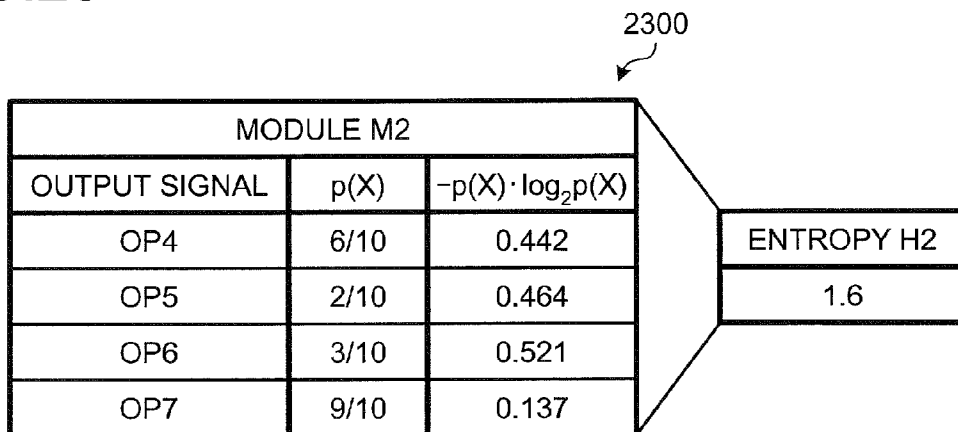 2300
MODULE M2
OUTPUT SIGNAL p(X) −p(X)·log₂p(X)
OP4 6/10 0.442
OP5 2/10 0.464
OP6 3/10 0.521
OP7 9/10 0.137
ENTROPY H2
1.6